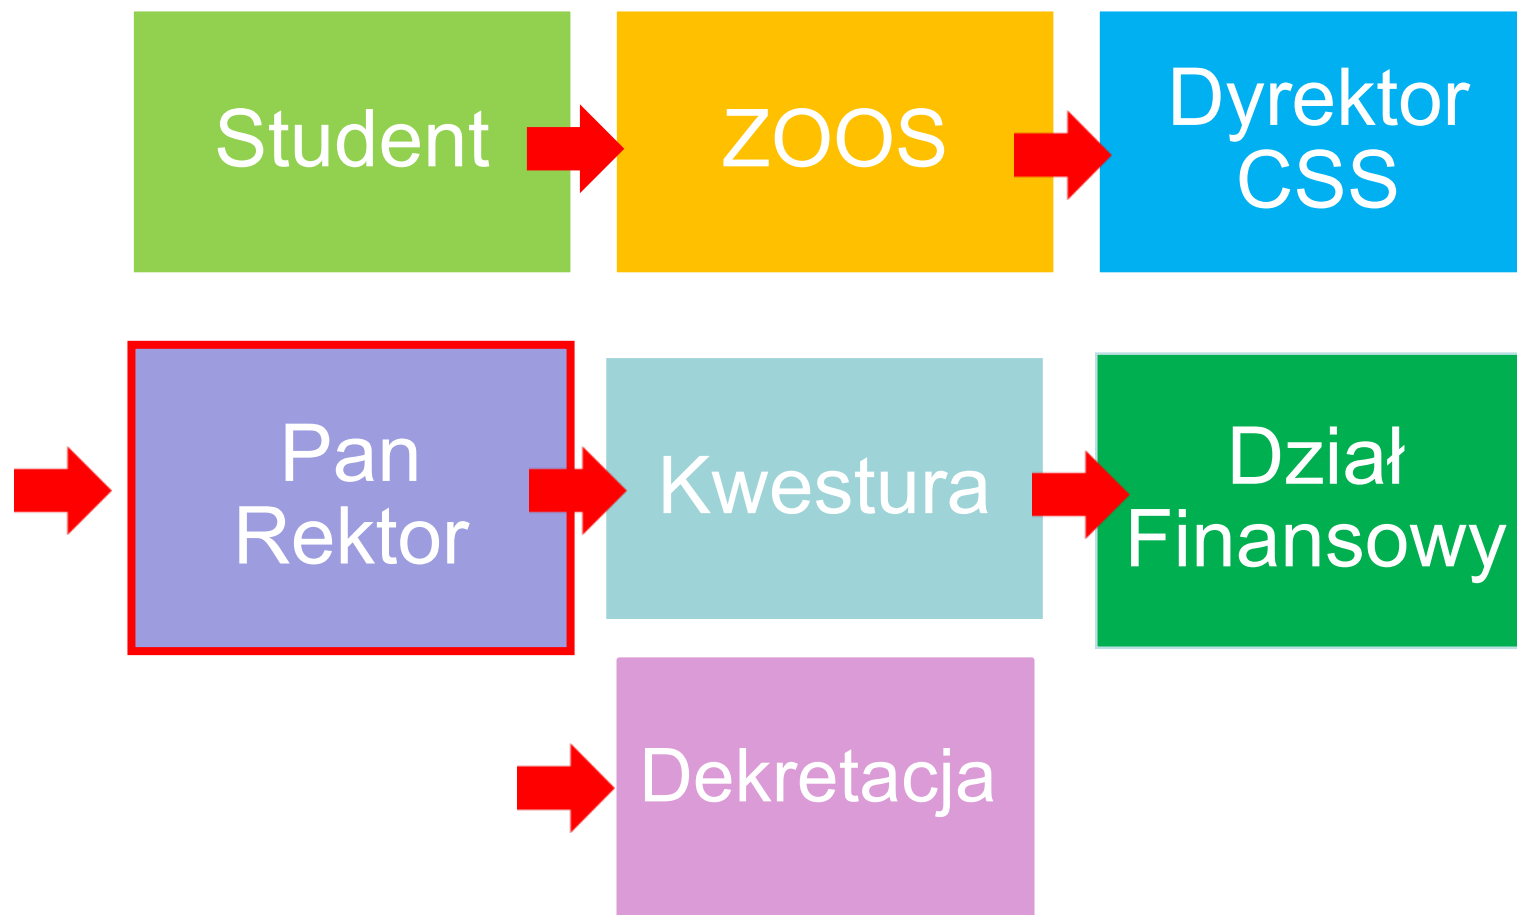 Student
ZOOS
Dyrektor
CSS
Pan
Rektor
Kwestura
Dział
Finansowy
Dekretacja